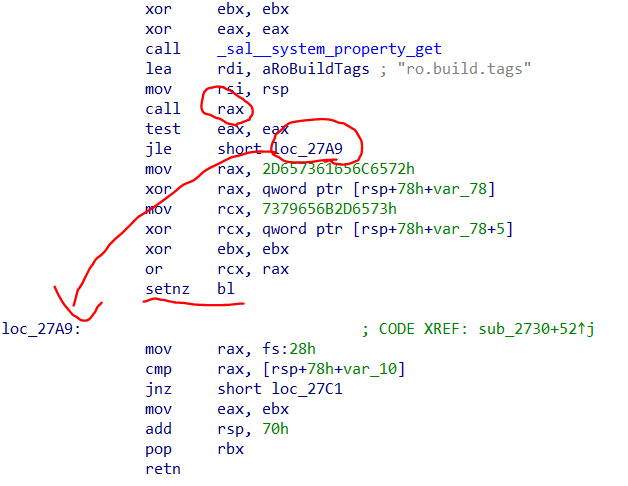 xor ebx, ebx
xor eax, eax
call _sal__system_property_get
lea rdi, aRoBuildTags ; "ro.build.tags"
mov rsi, rsp
call rax
test eax, eax
jle short loc_27A9
mov rax, 2D657361656C6572h
xor rax, qword ptr [rsp+78h+var_78]
mov rcx, 7379656B2D6573h
xor rcx, qword ptr [rsp+78h+var_78+5]
xor ebx, ebx
or rcx, rax
setnz bl
loc_27A9: ; CODE XREF: sub_2730+52↑j
mov rax, fs:28h
cmp rax, [rsp+78h+var_10]
jnz short loc_27C1
mov eax, ebx
add rsp, 70h
pop rbx
retn